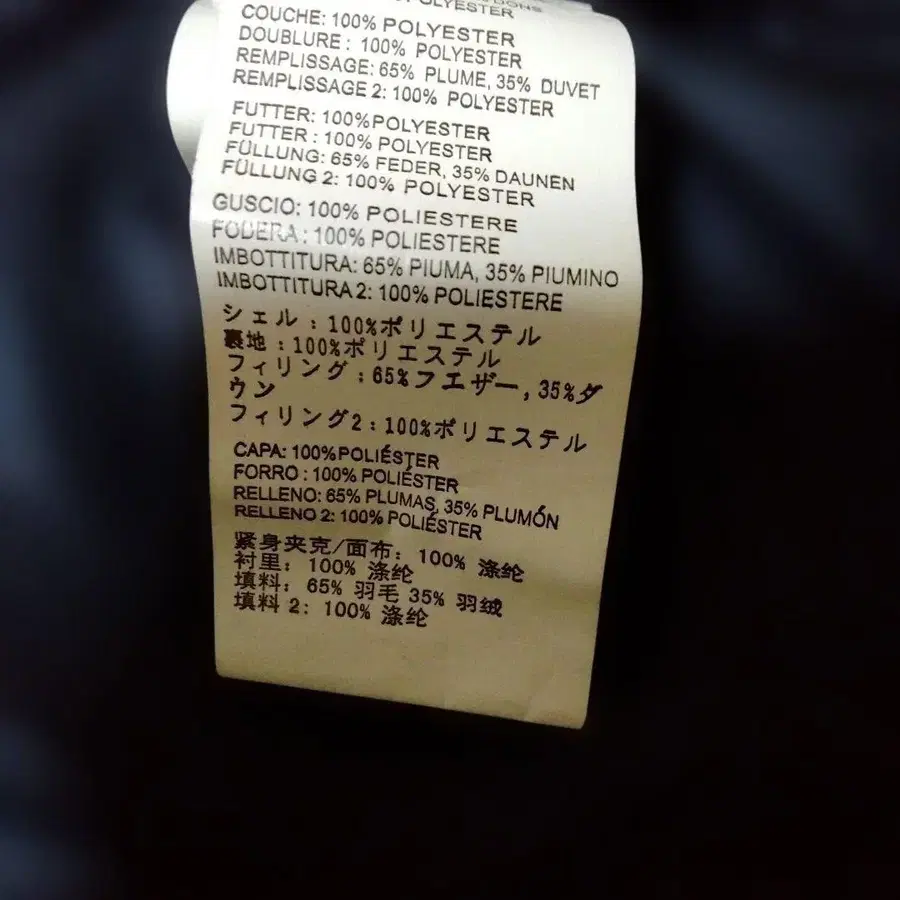 POLYESTER
COUCHE: 100% POLYESTER
DOUBLURE : 100% POLYESTER
REMPLISSAGE: 65% PLUME, 35% DUVET
REMPLISSAGE 2: 100% POLYESTER
FUTTER: 100%POLYESTER
FUTTER : 100% POLYESTER
FÜLLUNG: 65% FEDER, 35% DAUNEN
FÜLLUNG 2: 100% POLYESTER
GUSCIO: 100% POLIESTERE
FODERA : 100% POLIESTERE
IMBOTTITURA: 65% PIUMA, 35% PIUMINO
IMBOTTITURA 2: 100% POLIESTERE
シェル : 100%ポリエステル
裏地 : 100%ポリエステル
フィリング : 65%フエザー, 35%ダ
ウン
フィリング2 : 100%ポリエステル
CAPA: 100%POLIÉSTER
FORRO : 100% POLIÉSTER
RELLENO: 65% PLUMAS, 35% PLUMÓN
RELLENO 2: 100% POLIÉSTER
紧身夹克/面布: 100% 涤纶
衬里: 100% 涤纶
填料: 65% 羽毛 35% 羽绒
填料 2: 100% 涤纶